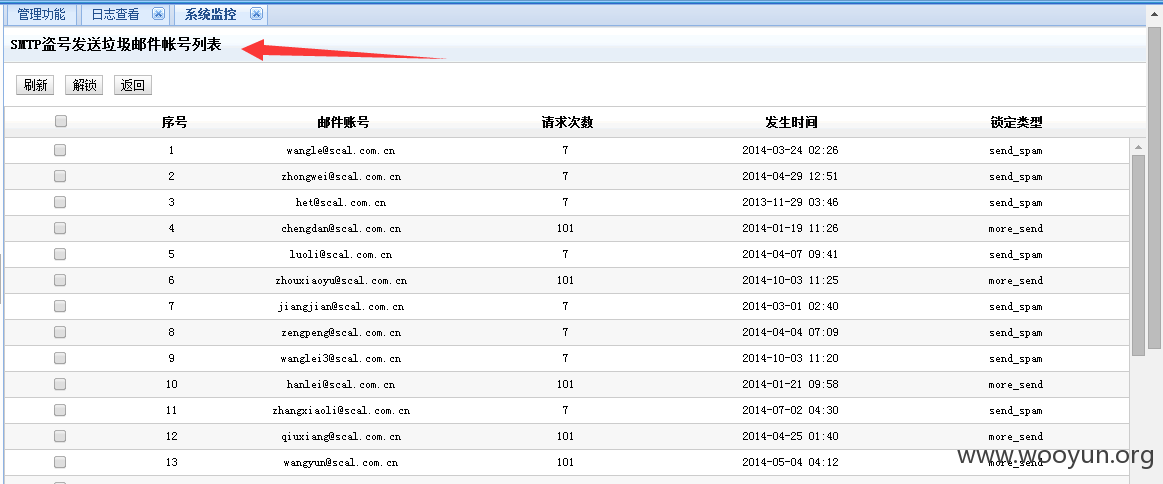 管理功能 日志查看 系统监控
SMTP盗号发送垃圾邮件帐号列表
刷新 解锁 返回
序号 邮件账号 请求次数 发生时间 锁定类型
1 wangle@scal.com.cn 7 2014-03-24 02:26 send_spam
2 zhongwei@scal.com.cn 7 2014-04-29 12:51 send_spam
3 het@scal.com.cn 7 2013-11-29 03:46 send_spam
4 chengdan@scal.com.cn 101 2014-01-19 11:26 more_send
5 luoli@scal.com.cn 7 2014-04-07 09:41 send_spam
6 zhouxiaoyu@scal.com.cn 101 2014-10-03 11:25 more_send
7 jiangjian@scal.com.cn 7 2014-03-01 02:40 send_spam
8 zengpeng@scal.com.cn 7 2014-04-04 07:09 send_spam
9 wanglei3@scal.com.cn 7 2014-10-03 11:20 send_spam
10 hanlei@scal.com.cn 101 2014-01-21 09:58 more_send
11 zhangxiaoli@scal.com.cn 7 2014-07-02 04:30 send_spam
12 qiuxiang@scal.com.cn 101 2014-04-25 01:40 more_send
13 wangyun@scal.com.cn 101 2014-05-04 04:12 more_send
www.wooyun.org